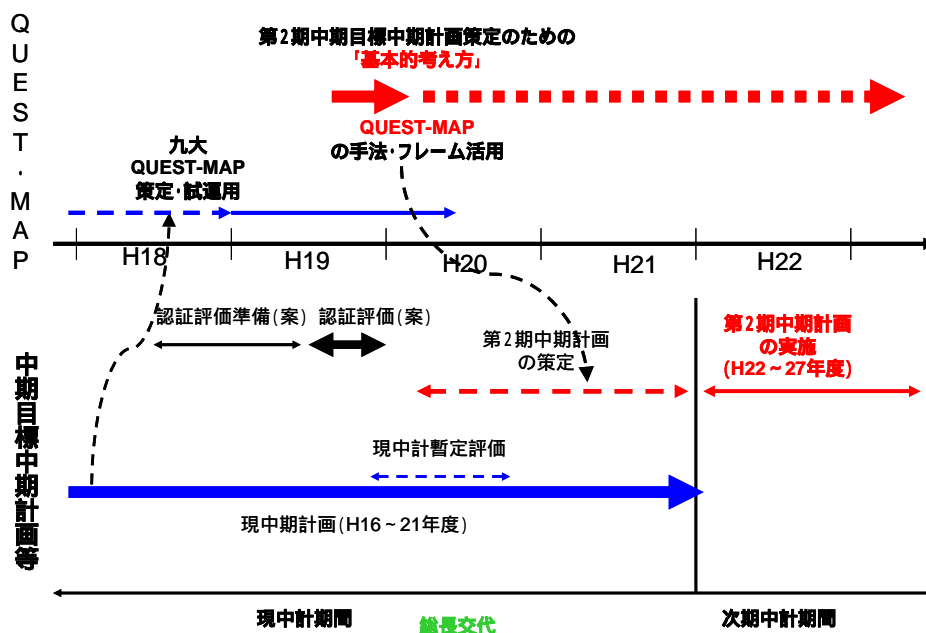 QUEST・MAP
第2期中期目標中期計画策定のための
「基本的考え方」
九大
QUEST-MAP
策定・試運用
QUEST-MAP
の手法・フレーム活用
H18
H19
H20
H21
H22
中期目標中期計画等
認証評価準備(案)
認証評価(案)
第2期中期計画
の策定
第2期中期計画
の実施
(H22~27年度)
現中計暫定評価
現中期計画(H16~21年度)
現中計期間
総長交代
次期中計期間